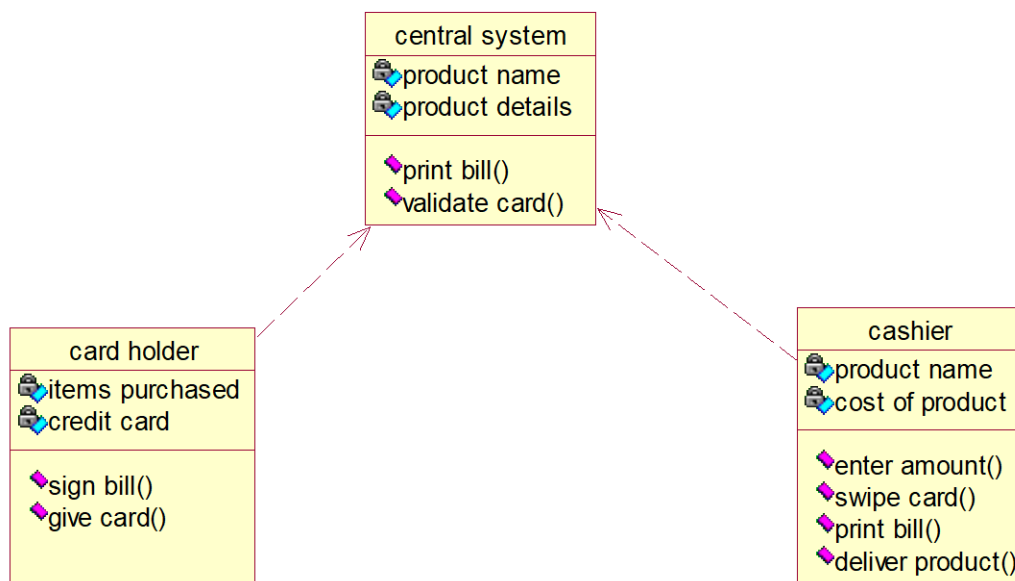 central system
product name
product details
print bill()
validate card()
card holder
items purchased
credit card
sign bill()
give card()
cashier
product name
cost of product
enter amount()
swipe card()
print bill()
deliver product()